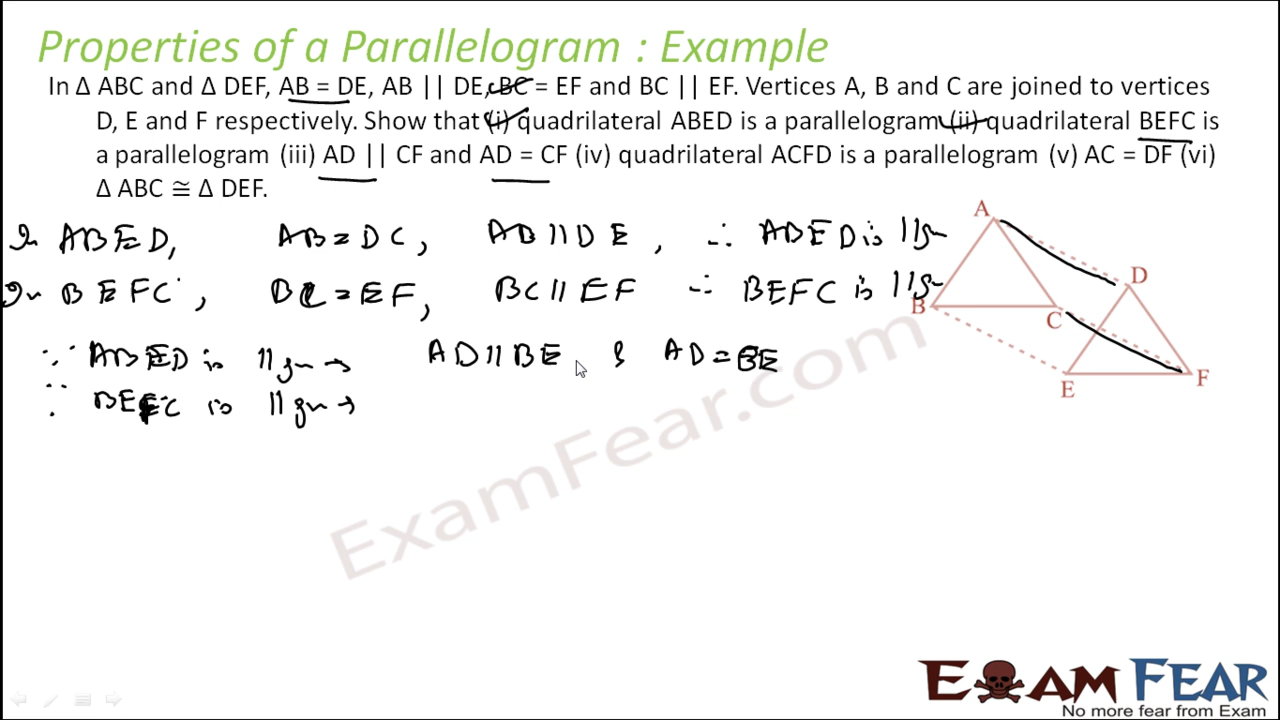 Properties of a Parallelogram : Example
In Δ ABC and Δ DEF, AB = DE, AB || DE, BC = EF and BC || EF. Vertices A, B and C are joined to vertices
D, E and F respectively. Show that (i) quadrilateral ABED is a parallelogram (ii) quadrilateral BEFC is
a parallelogram (iii) AD || CF and AD = CF (iv) quadrilateral ACFD is a parallelogram (v) AC = DF (vi)
Δ ABC ≅ Δ DEF.
In ABED, AB = DC, AB || DE, ∴ ABED is ||gm
In BEFC, BC = EF, BC || EF ∴ BEFC is ||gm
∵ ABED is ||gm → AD || BE & AD = BE
∵ BEFC is ||gm →
A
D
B
C
E
F
ExamFear.com
EXAM FEAR
No more fear from Exam